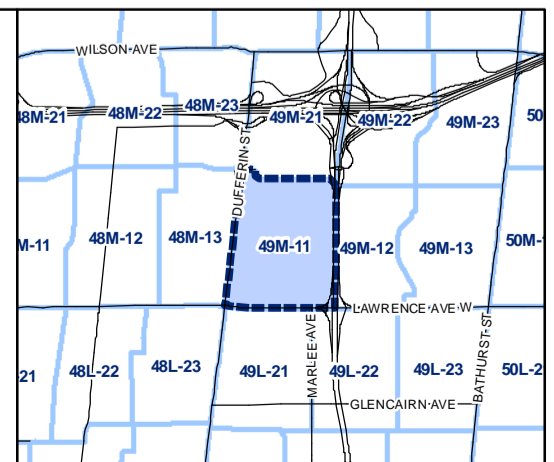 WILSON AVE
8M-21
48M-22
48M-23
49M-21
49M-22
49M-23
50
DUFFERIN ST
M-11
48M-12
48M-13
49M-11
49M-12
49M-13
50M-
LAWRENCE AVE W
21
48L-22
48L-23
49L-21
MARLEE AVE
49L-22
49L-23
BATHURST ST
50L-2
GLENCAIRN AVE